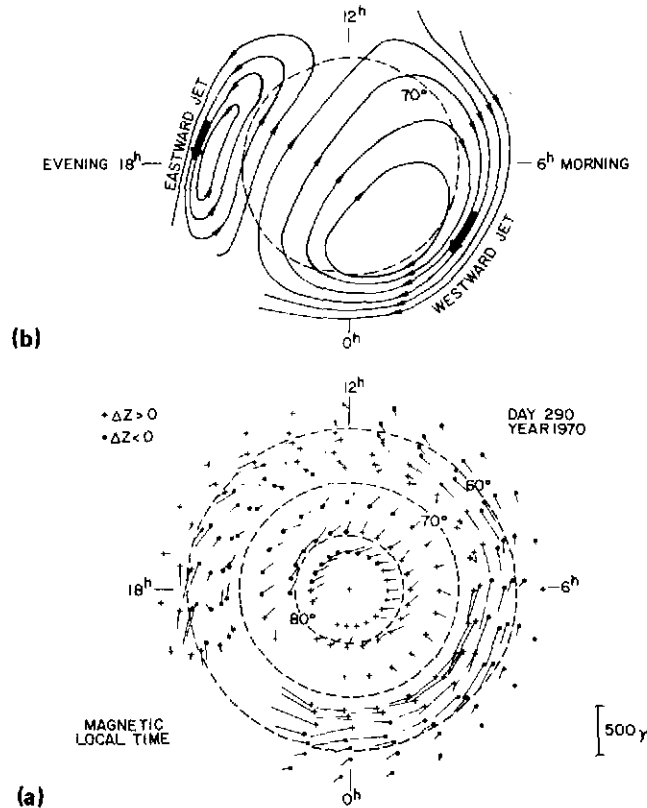 12h
70°
EASTWARD JET
EVENING 18h
6h MORNING
WESTWARD JET
0h
(b)
12h
+ ΔZ>0
• ΔZ<0
DAY 290
YEAR 1970
60°
70°
18h
6h
80°
MAGNETIC
LOCAL TIME
500 γ
0h
(a)